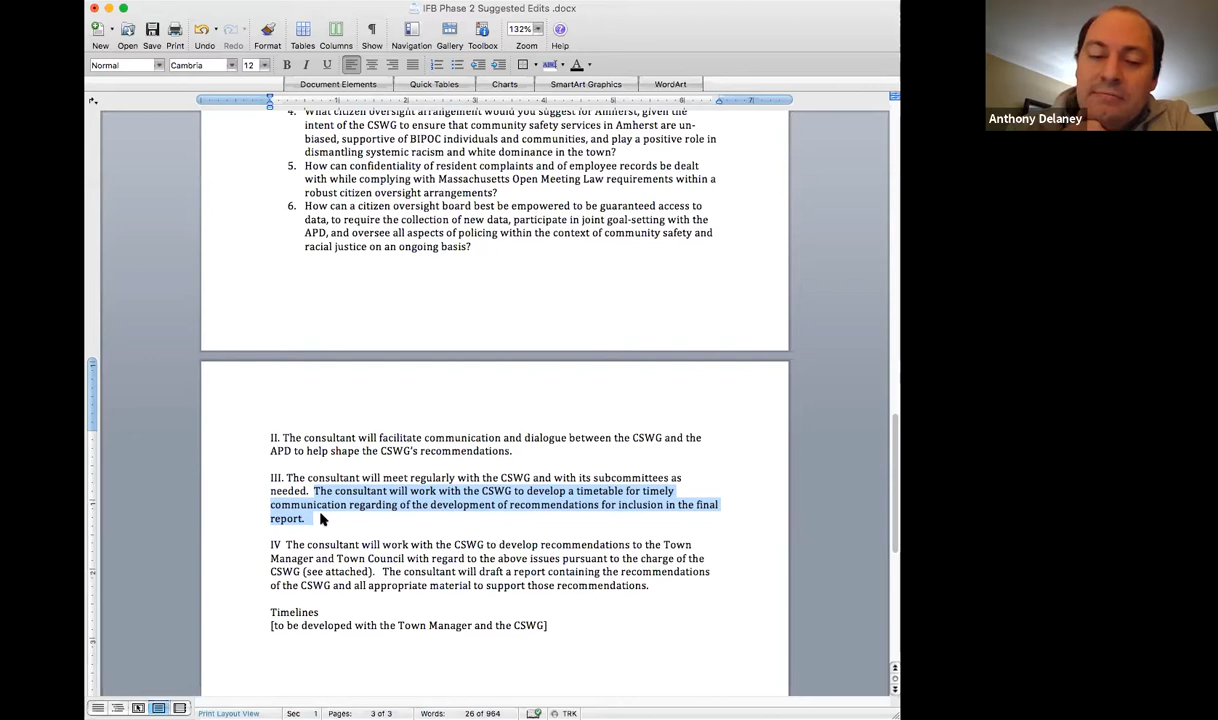 IFB Phase 2 Suggested Edits .docx
New Open Save Print Undo Redo Format Tables Columns Show Navigation Gallery Toolbox Zoom Help
132%
Normal Cambria 12 B I U
Document Elements Quick Tables Charts SmartArt Graphics WordArt
4. What citizen oversight arrangement would you suggest for Amherst, given the
intent of the CSWG to ensure that community safety services in Amherst are un-
biased, supportive of BIPOC individuals and communities, and play a positive role in
dismantling systemic racism and white dominance in the town?
5. How can confidentiality of resident complaints and of employee records be dealt
with while complying with Massachusetts Open Meeting Law requirements within a
robust citizen oversight arrangements?
6. How can a citizen oversight board best be empowered to be guaranteed access to
data, to require the collection of new data, participate in joint goal-setting with the
APD, and oversee all aspects of policing within the context of community safety and
racial justice on an ongoing basis?
II. The consultant will facilitate communication and dialogue between the CSWG and the
APD to help shape the CSWG's recommendations.
III. The consultant will meet regularly with the CSWG and with its subcommittees as
needed. The consultant will work with the CSWG to develop a timetable for timely
communication regarding of the development of recommendations for inclusion in the final
report.
IV The consultant will work with the CSWG to develop recommendations to the Town
Manager and Town Council with regard to the above issues pursuant to the charge of the
CSWG (see attached). The consultant will draft a report containing the recommendations
of the CSWG and all appropriate material to support those recommendations.
Timelines
[to be developed with the Town Manager and the CSWG]
Print Layout View Sec 1 Pages: 3 of 3 Words: 26 of 964 TRK
Anthony Delaney